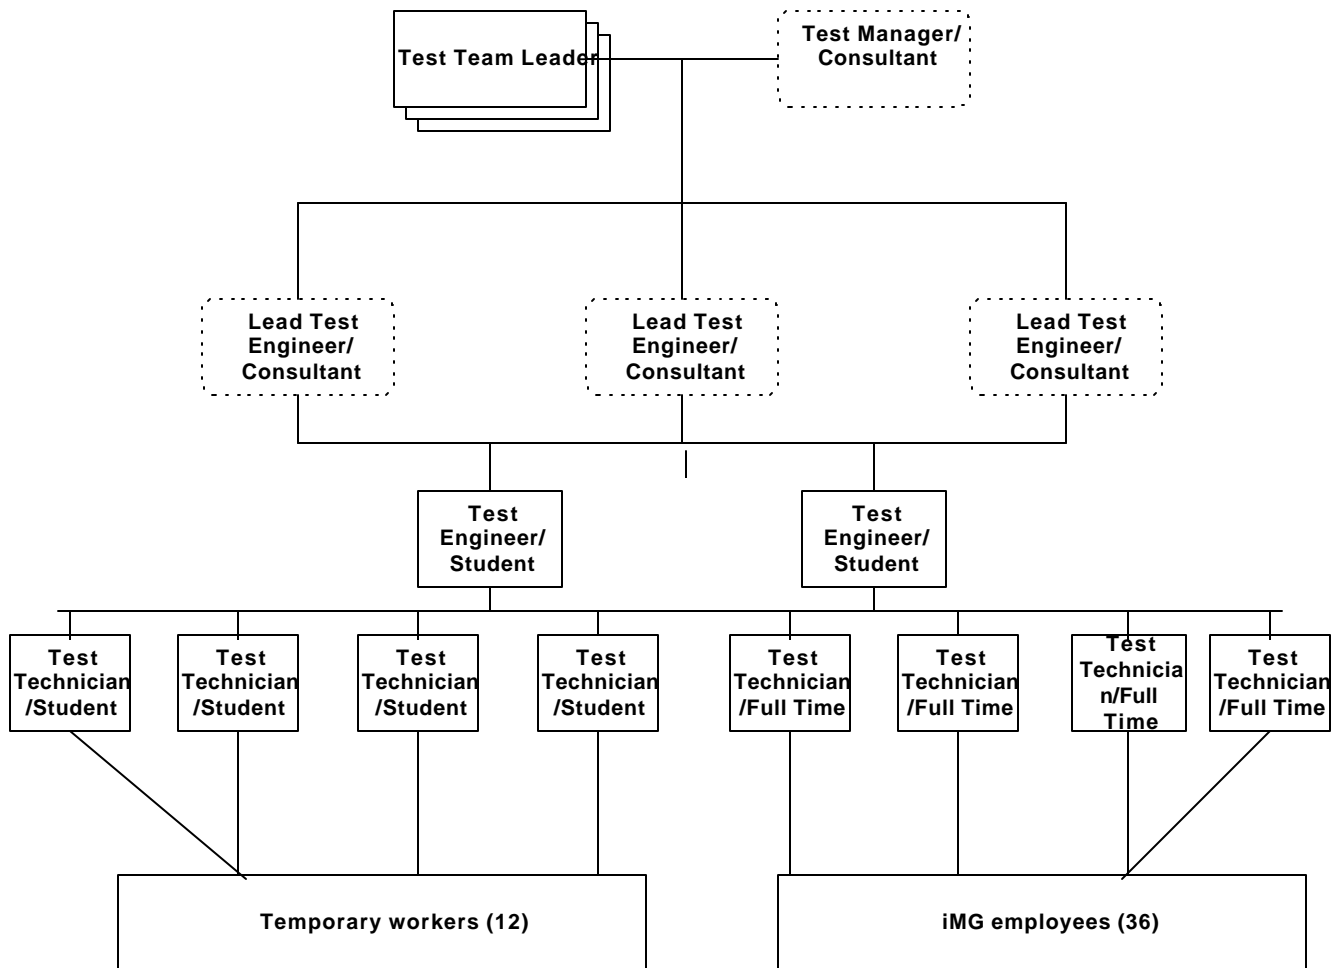 Test Team Leader
Test Manager/
Consultant
Lead Test
Engineer/
Consultant
Lead Test
Engineer/
Consultant
Lead Test
Engineer/
Consultant
Test
Engineer/
Student
Test
Engineer/
Student
Test
Technician
/Student
Test
Technician
/Student
Test
Technician
/Student
Test
Technician
/Student
Test
Technician
/Full Time
Test
Technician
/Full Time
Test
Technicia
n/Full
Time
Test
Technician
/Full Time
Temporary workers (12)
iMG employees (36)